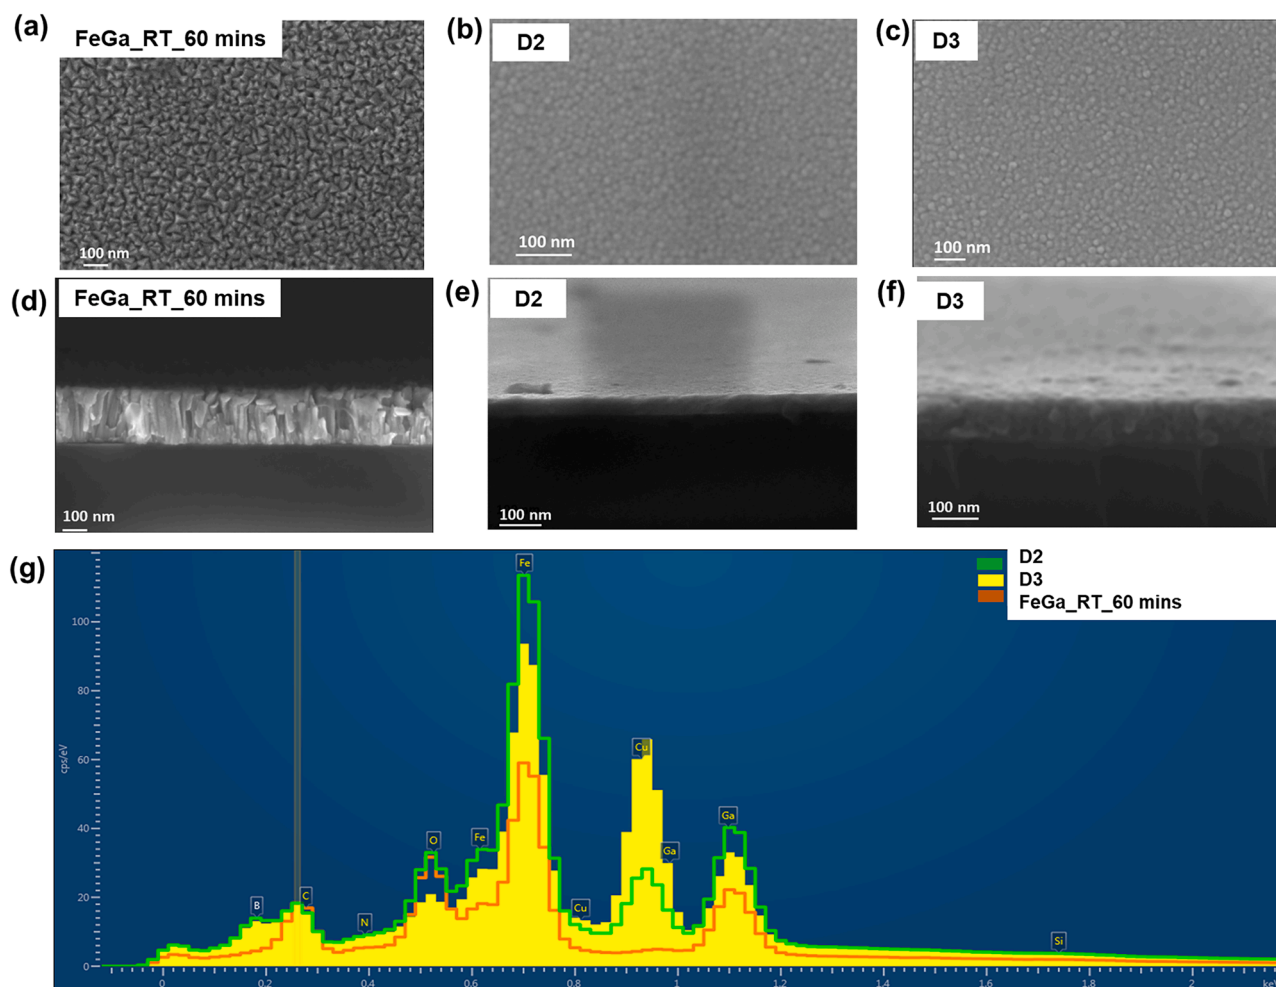 (a)
FeGa_RT_60 mins
100 nm
(b)
D2
100 nm
(c)
D3
100 nm
(d)
FeGa_RT_60 mins
100 nm
(e)
D2
100 nm
(f)
D3
100 nm
(g)
D2
D3
FeGa_RT_60 mins
cps/eV
100
80
60
40
20
0
B
C
N
O
Fe
Fe
Cu
Cu
Ga
Ga
Si
0 0.2 0.4 0.6 0.8 1 1.2 1.4 1.6 1.8 2